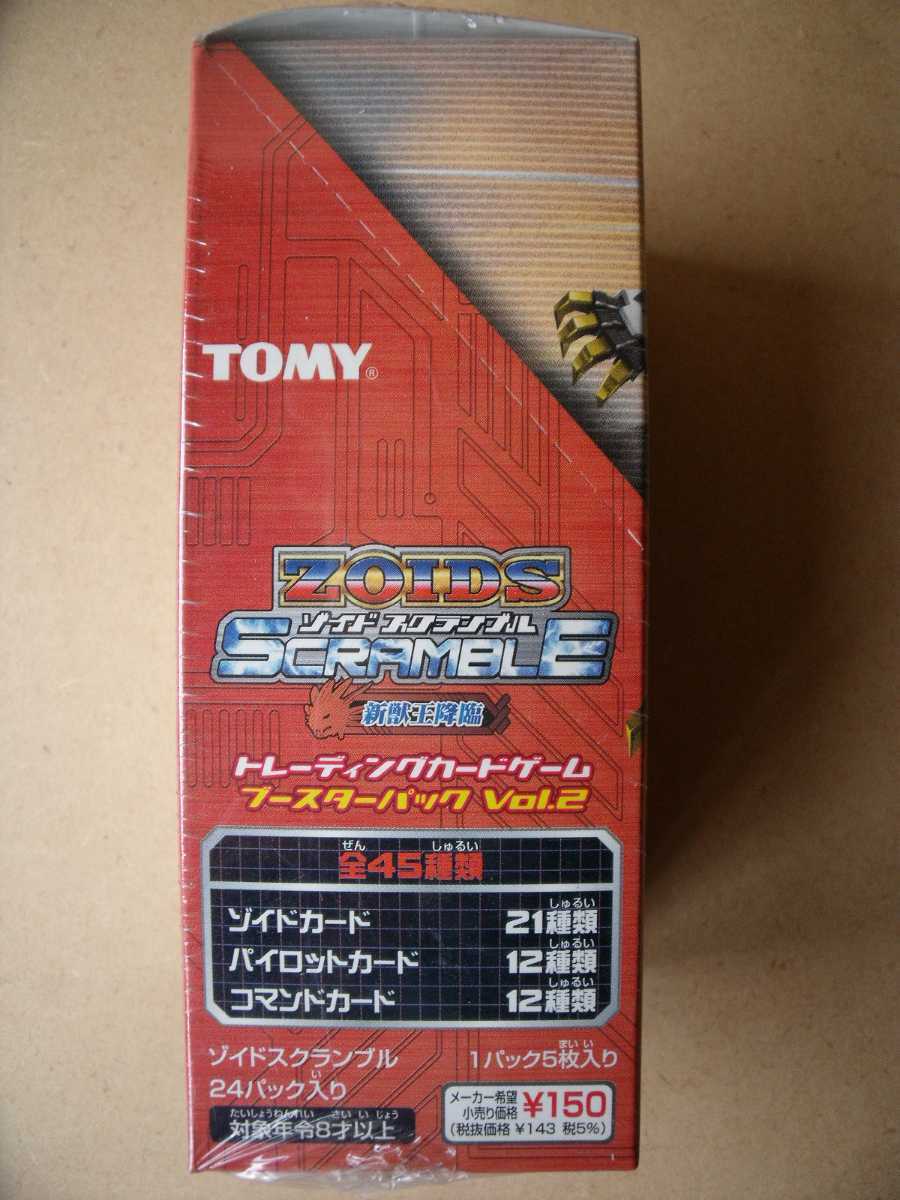 TOMY®
ZOIDS
ゾイドスクランブル
SCRAMBLE
新獣王降臨
トレーディングカードゲーム
ブースターパック Vol.2
ぜん しゅるい
全45種類
しゅるい
ゾイドカード 21種類
しゅるい
パイロットカード 12種類
しゅるい
コマンドカード 12種類
ゾイドスクランブル
い
24パック入り
まい い
1パック5枚入り
たいしょうねんれい さい い じょう
対象年令8才以上
メーカー希望
小売り価格 ¥150
(税抜価格 ¥143 税5%)